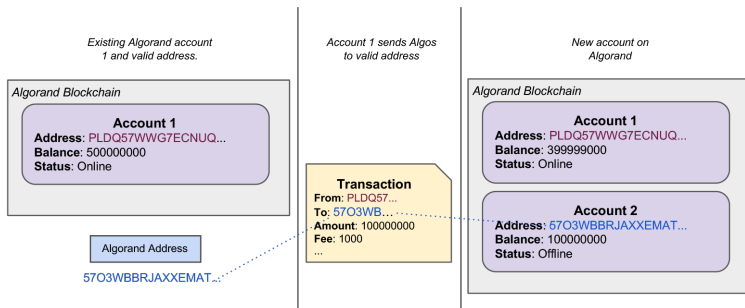 Existing Algorand account
1 and valid address.
Algorand Blockchain
Account 1
Address: PLDQ57WWG7ECNUQ...
Balance: 500000000
Status: Online
Algorand Address
57O3WBBRJAXXEMAT...
Account 1 sends Algos
to valid address
Transaction
From: PLDQ57...
To: 57O3WB...
Amount: 100000000
Fee: 1000
...
New account on
Algorand
Algorand Blockchain
Account 1
Address: PLDQ57WWG7ECNUQ...
Balance: 399999000
Status: Online
Account 2
Address: 57O3WBBRJAXXEMAT...
Balance: 100000000
Status: Offline